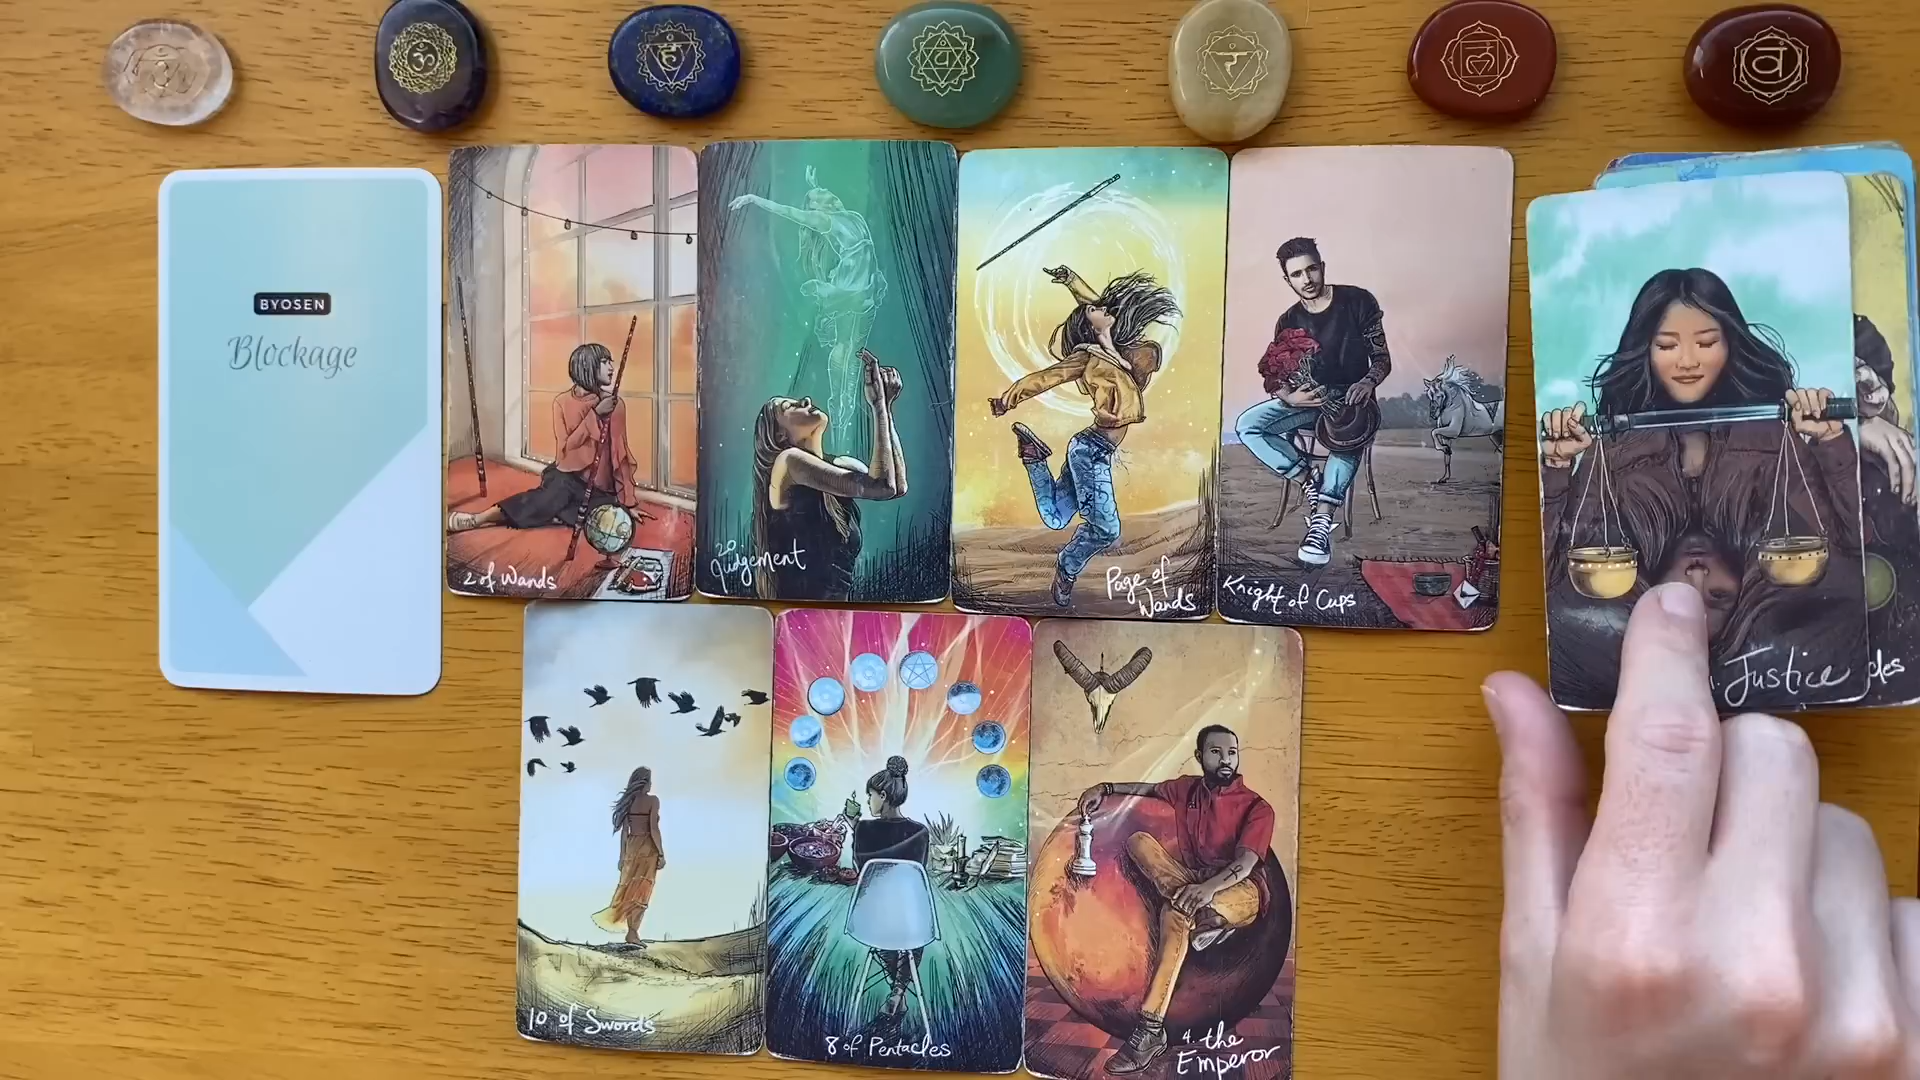 ॐ
हं
यं
रं
लं
वं
BYOSEN
Blockage
2 of Wands
20
Judgement
Page of
Wands
Knight of Cups
Justice
cles
10 of Swords
8 of Pentacles
4. the
Emperor